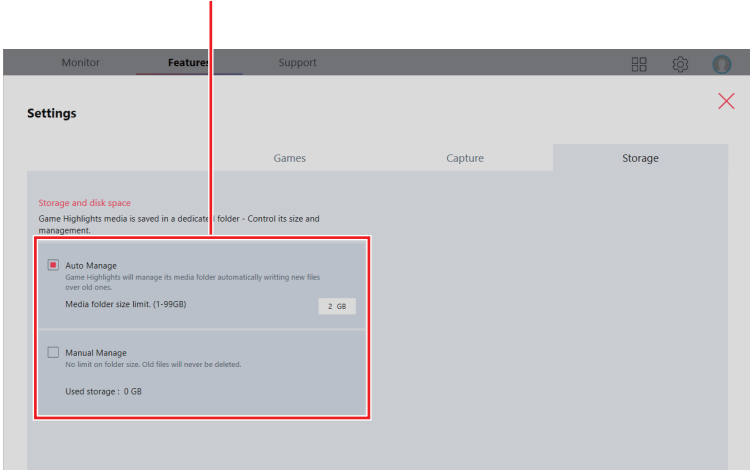 Monitor Features Support
Settings
Games Capture Storage
Storage and disk space
Game Highlights media is saved in a dedicated folder - Control its size and
management.
Auto Manage
Game Highlights will manage its media folder automatically writting new files
over old ones.
Media folder size limit. (1-99GB) 2 GB
Manual Manage
No limit on folder size. Old files will never be deleted.
Used storage : 0 GB